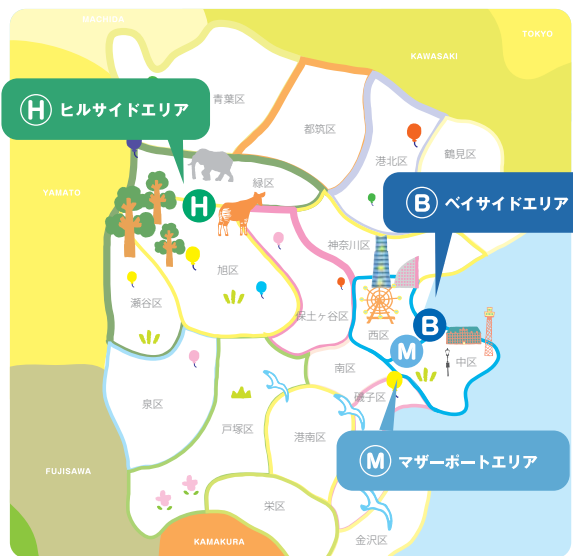 MACHIDA
TOKYO
KAWASAKI
青葉区
H ヒルサイドエリア
都筑区
鶴見区
港北区
緑区
YAMATO
H
B ベイサイドエリア
神奈川区
旭区
瀬谷区
保土ヶ谷区
B
西区
M
中区
南区
磯子区
泉区
戸塚区
港南区
M マザーポートエリア
FUJISAWA
栄区
KAMAKURA
金沢区